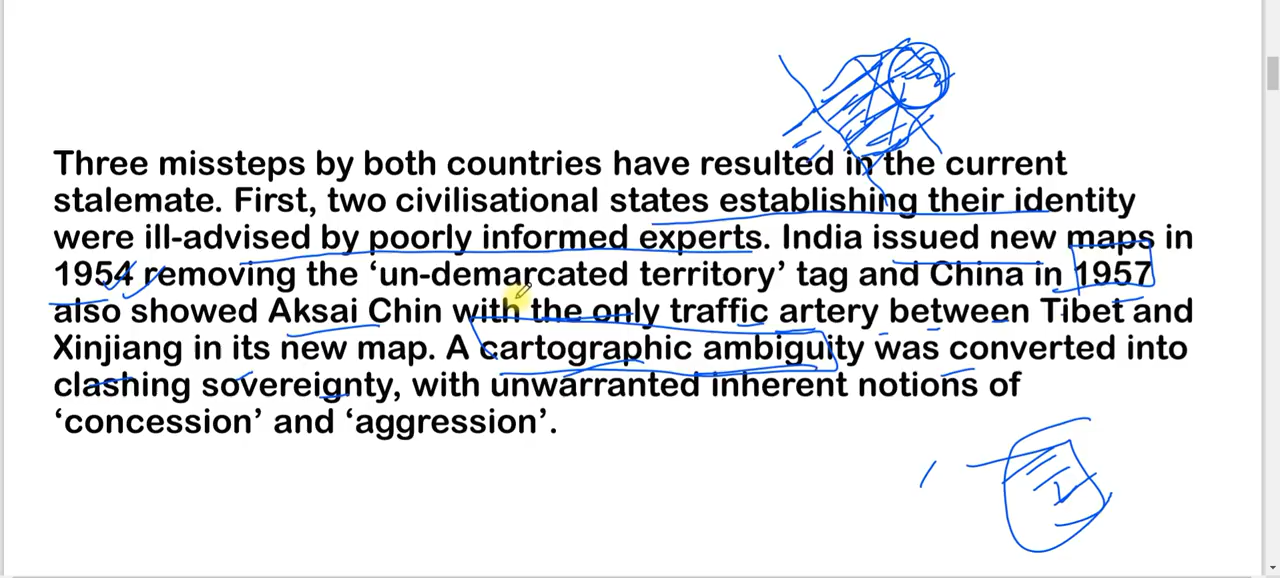 Three missteps by both countries have resulted in the current
stalemate. First, two civilisational states establishing their identity
were ill-advised by poorly informed experts. India issued new maps in
1954 removing the ‘un-demarcated territory’ tag and China in 1957
also showed Aksai Chin with the only traffic artery between Tibet and
Xinjiang in its new map. A cartographic ambiguity was converted into
clashing sovereignty, with unwarranted inherent notions of
‘concession’ and ‘aggression’.